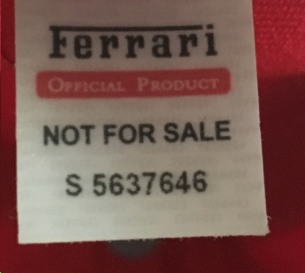 Ferrari
OFFICIAL PRODUCT
NOT FOR SALE
S 5637646